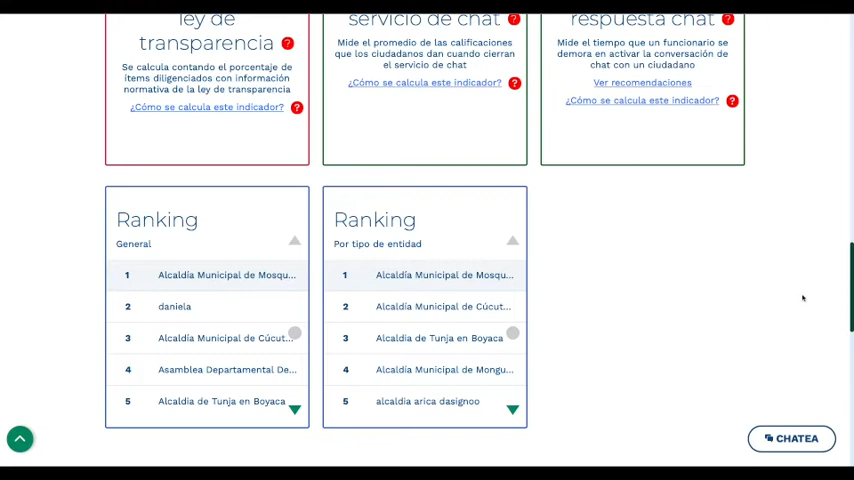 ley de
transparencia ?
Se calcula contando el porcetaje de
ítems diligenciados con información
normativa de la ley de transparencia
¿Cómo se calcula este indicador? ?
servicio de chat ?
Mide el promedio de las calificaciones
que los ciudadanos dan cuando cierran
el servicio de chat
¿Cómo se calcula este indicador? ?
respuesta chat ?
Mide el tiempo que un funcionario se
demora en activar la conversación de
chat con un ciudadano
Ver recomendaciones
¿Cómo se calcula este indicador? ?
Ranking
General
1 Alcaldía Municipal de Mosqu...
2 daniela
3 Alcaldía Municipal de Cúcut...
4 Asamblea Departamental De...
5 Alcaldia de Tunja en Boyaca
Ranking
Por tipo de entidad
1 Alcaldía Municipal de Mosqu...
2 Alcaldía Municipal de Cúcut...
3 Alcaldia de Tunja en Boyaca
4 Alcaldía Municipal de Mongu...
5 alcaldia arica dasignoo
CHATEA